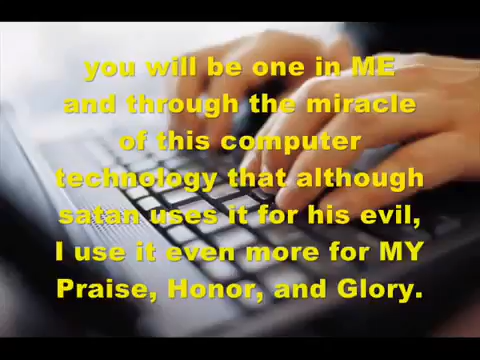 you will be one in ME
and through the miracle
of this computer
technology that although
satan uses it for his evil,
I use it even more for MY
Praise, Honor, and Glory.